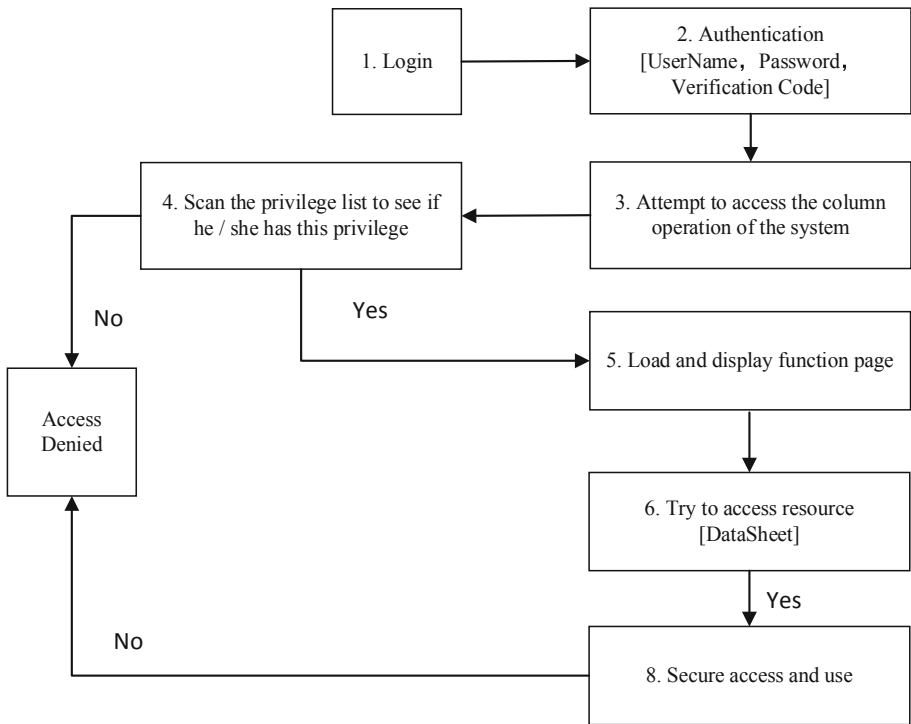 1. Login
2. Authentication
[UserName，Password，
Verification Code]
3. Attempt to access the column
operation of the system
4. Scan the privilege list to see if
he / she has this privilege
No
Yes
5. Load and display function page
Access
Denied
6. Try to access resource
[DataSheet]
Yes
No
8. Secure access and use